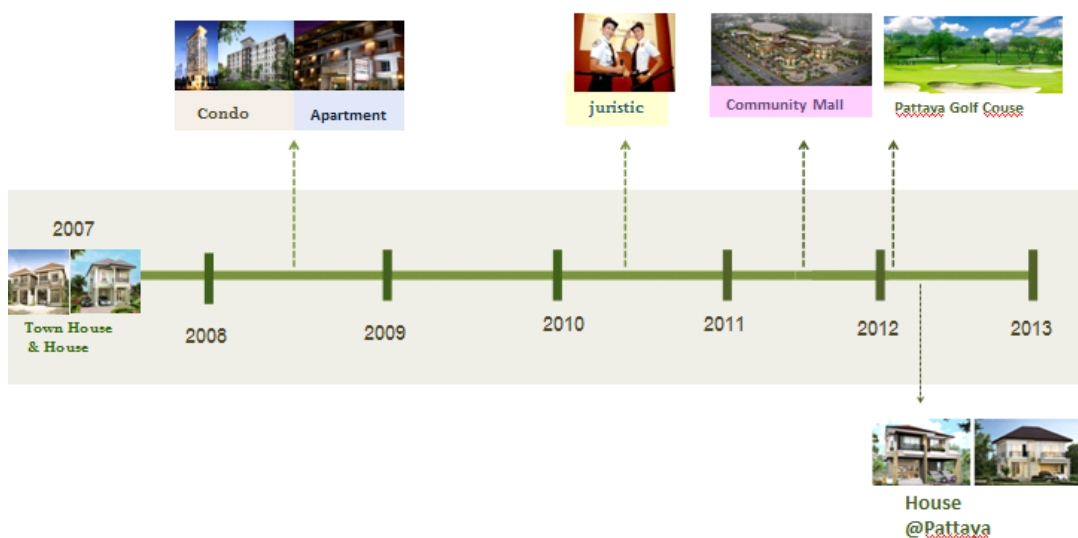 Condo
Apartment
juristic
Community Mall
Pattaya Golf Couse
2007
Town House
& House
2008
2009
2010
2011
2012
2013
House
@Pattaya